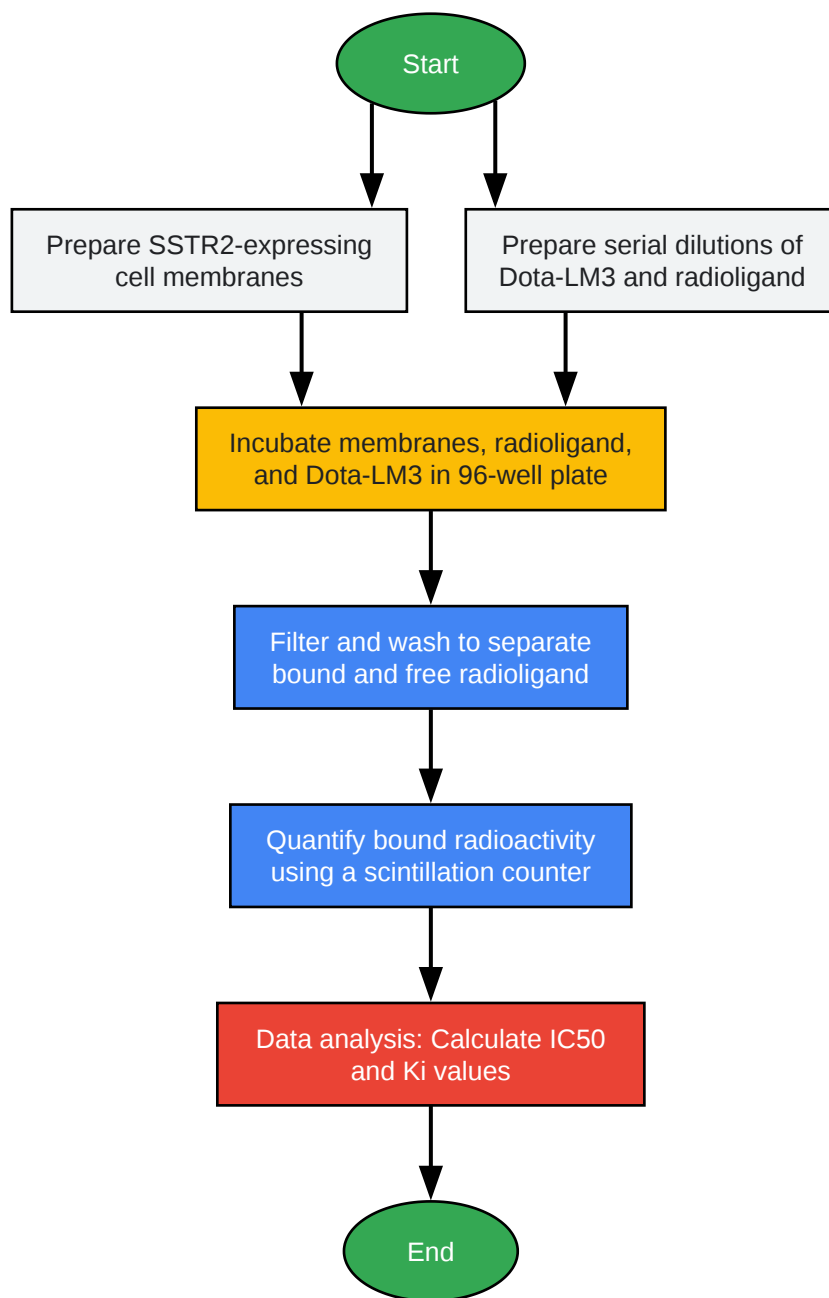 Start
Prepare SSTR2-expressing
cell membranes
Prepare serial dilutions of
Dota-LM3 and radioligand
Incubate membranes, radioligand,
and Dota-LM3 in 96-well plate
Filter and wash to separate
bound and free radioligand
Quantify bound radioactivity
using a scintillation counter
Data analysis: Calculate IC50
and Ki values
End